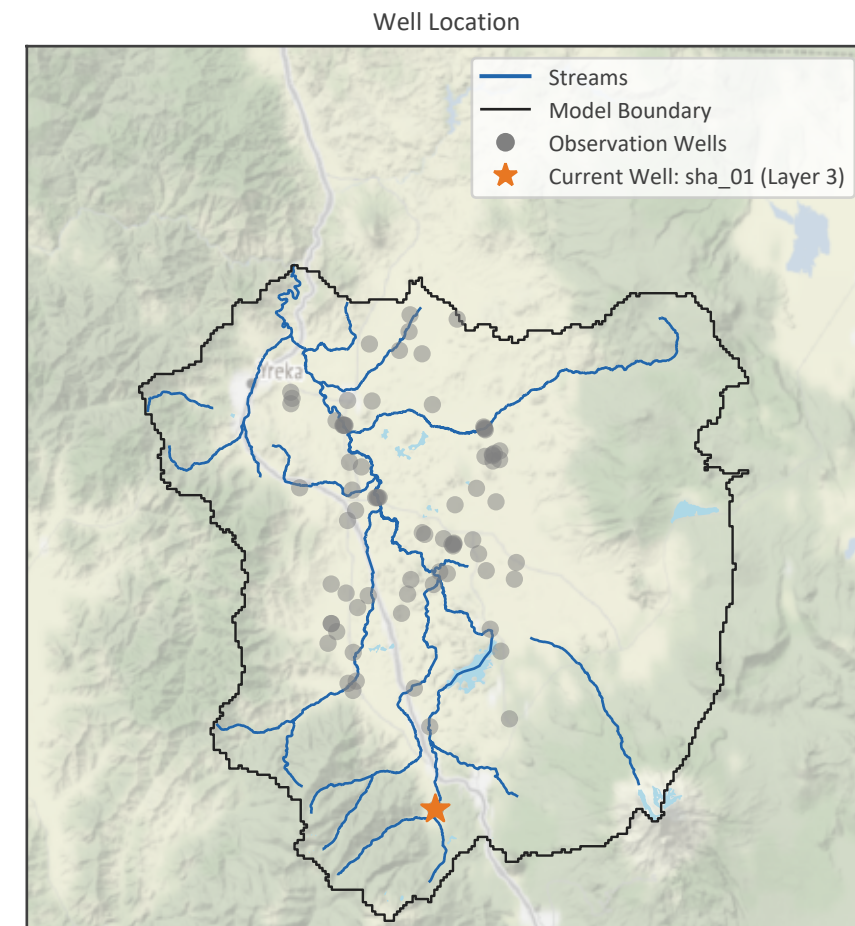 Well Location
Streams
Model Boundary
Observation Wells
Current Well: sha_01 (Layer 3)
Yreka